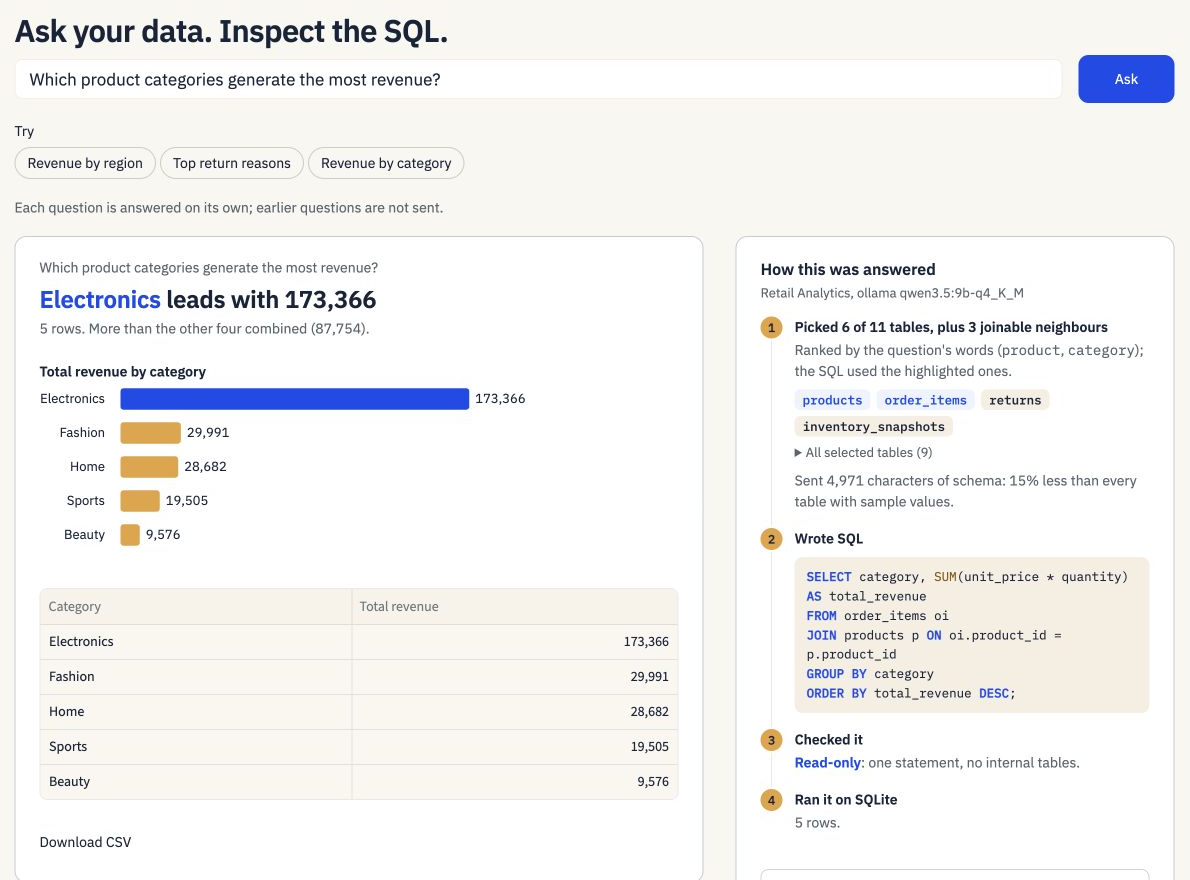 Ask your data. Inspect the SQL.
Which product categories generate the most revenue?
Ask
Try
Revenue by region
Top return reasons
Revenue by category
Each question is answered on its own; earlier questions are not sent.
Which product categories generate the most revenue?
Electronics leads with 173,366
5 rows. More than the other four combined (87,754).
Total revenue by category
Electronics 173,366
Fashion 29,991
Home 28,682
Sports 19,505
Beauty 9,576
Category Total revenue
Electronics 173,366
Fashion 29,991
Home 28,682
Sports 19,505
Beauty 9,576
Download CSV
How this was answered
Retail Analytics, ollama qwen3.5:9b-q4_K_M
1 Picked 6 of 11 tables, plus 3 joinable neighbours
Ranked by the question's words (product, category);
the SQL used the highlighted ones.
products order_items returns
inventory_snapshots
▶ All selected tables (9)
Sent 4,971 characters of schema: 15% less than every
table with sample values.
2 Wrote SQL
SELECT category, SUM(unit_price * quantity)
AS total_revenue
FROM order_items oi
JOIN products p ON oi.product_id =
p.product_id
GROUP BY category
ORDER BY total_revenue DESC;
3 Checked it
Read-only: one statement, no internal tables.
4 Ran it on SQLite
5 rows.